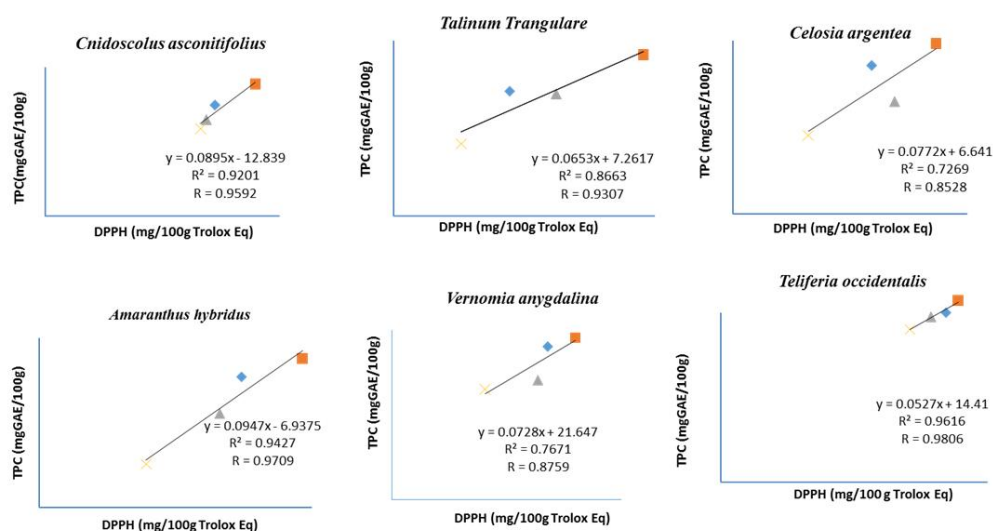 Cnidoscolus asconitifolius
TPC(mgGAE/100g)
y = 0.0895x - 12.839
R² = 0.9201
R = 0.9592
DPPH (mg/100g Trolox Eq)
Talinum Trangulare
TPC (mgGAE/100g)
y = 0.0653x + 7.2617
R² = 0.8663
R = 0.9307
DPPH (mg/100g Trolox Eq)
Celosia argentea
TPC (mgGAE/100g)
y = 0.0772x + 6.641
R² = 0.7269
R = 0.8528
DPPH (mg/100g Trolox Eq)
Amaranthus hybridus
TPC (mgGAE/100g)
y = 0.0947x - 6.9375
R² = 0.9427
R = 0.9709
DPPH (mg/100g Trolox Eq)
Vernomia anygdalina
TPC (mgGAE/100g)
y = 0.0728x + 21.647
R² = 0.7671
R = 0.8759
DPPH (mg/100g Trolox Eq)
Teliferia occidentalis
TPC (mgGAE/100g)
y = 0.0527x + 14.41
R² = 0.9616
R = 0.9806
DPPH (mg/100 g Trolox Eq)